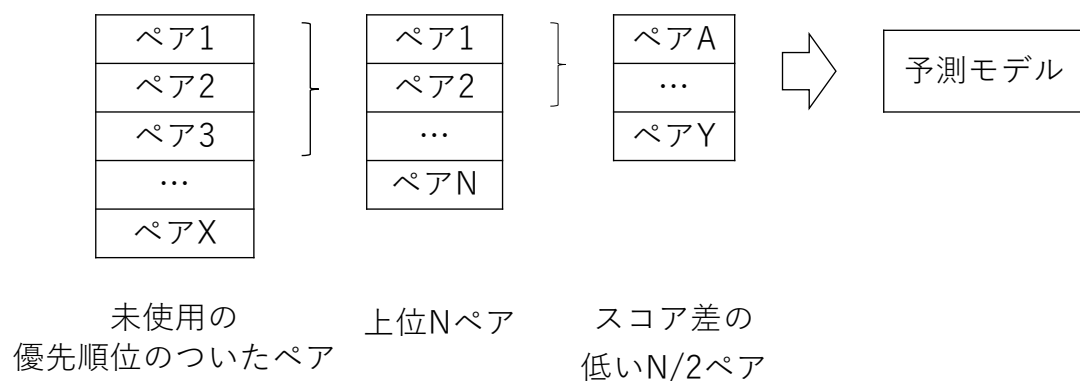 ペア1
ペア2
ペア3
…
ペアX
未使用の
優先順位のついたペア
ペア1
ペア2
…
ペアN
上位Nペア
ペアA
…
ペアY
スコア差の
低いN/2ペア
予測モデル